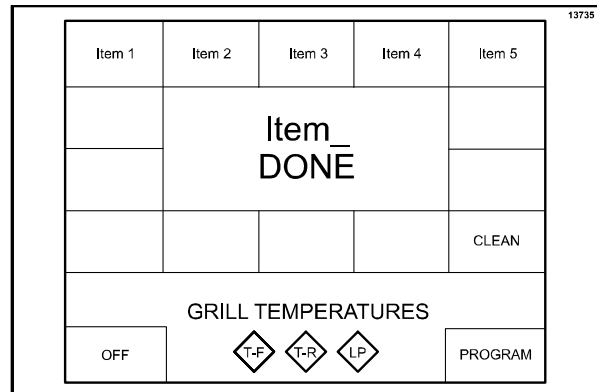 13735
Item 1 Item 2 Item 3 Item 4 Item 5
Item_
DONE
CLEAN
GRILL TEMPERATURES
OFF T-F T-R LP PROGRAM